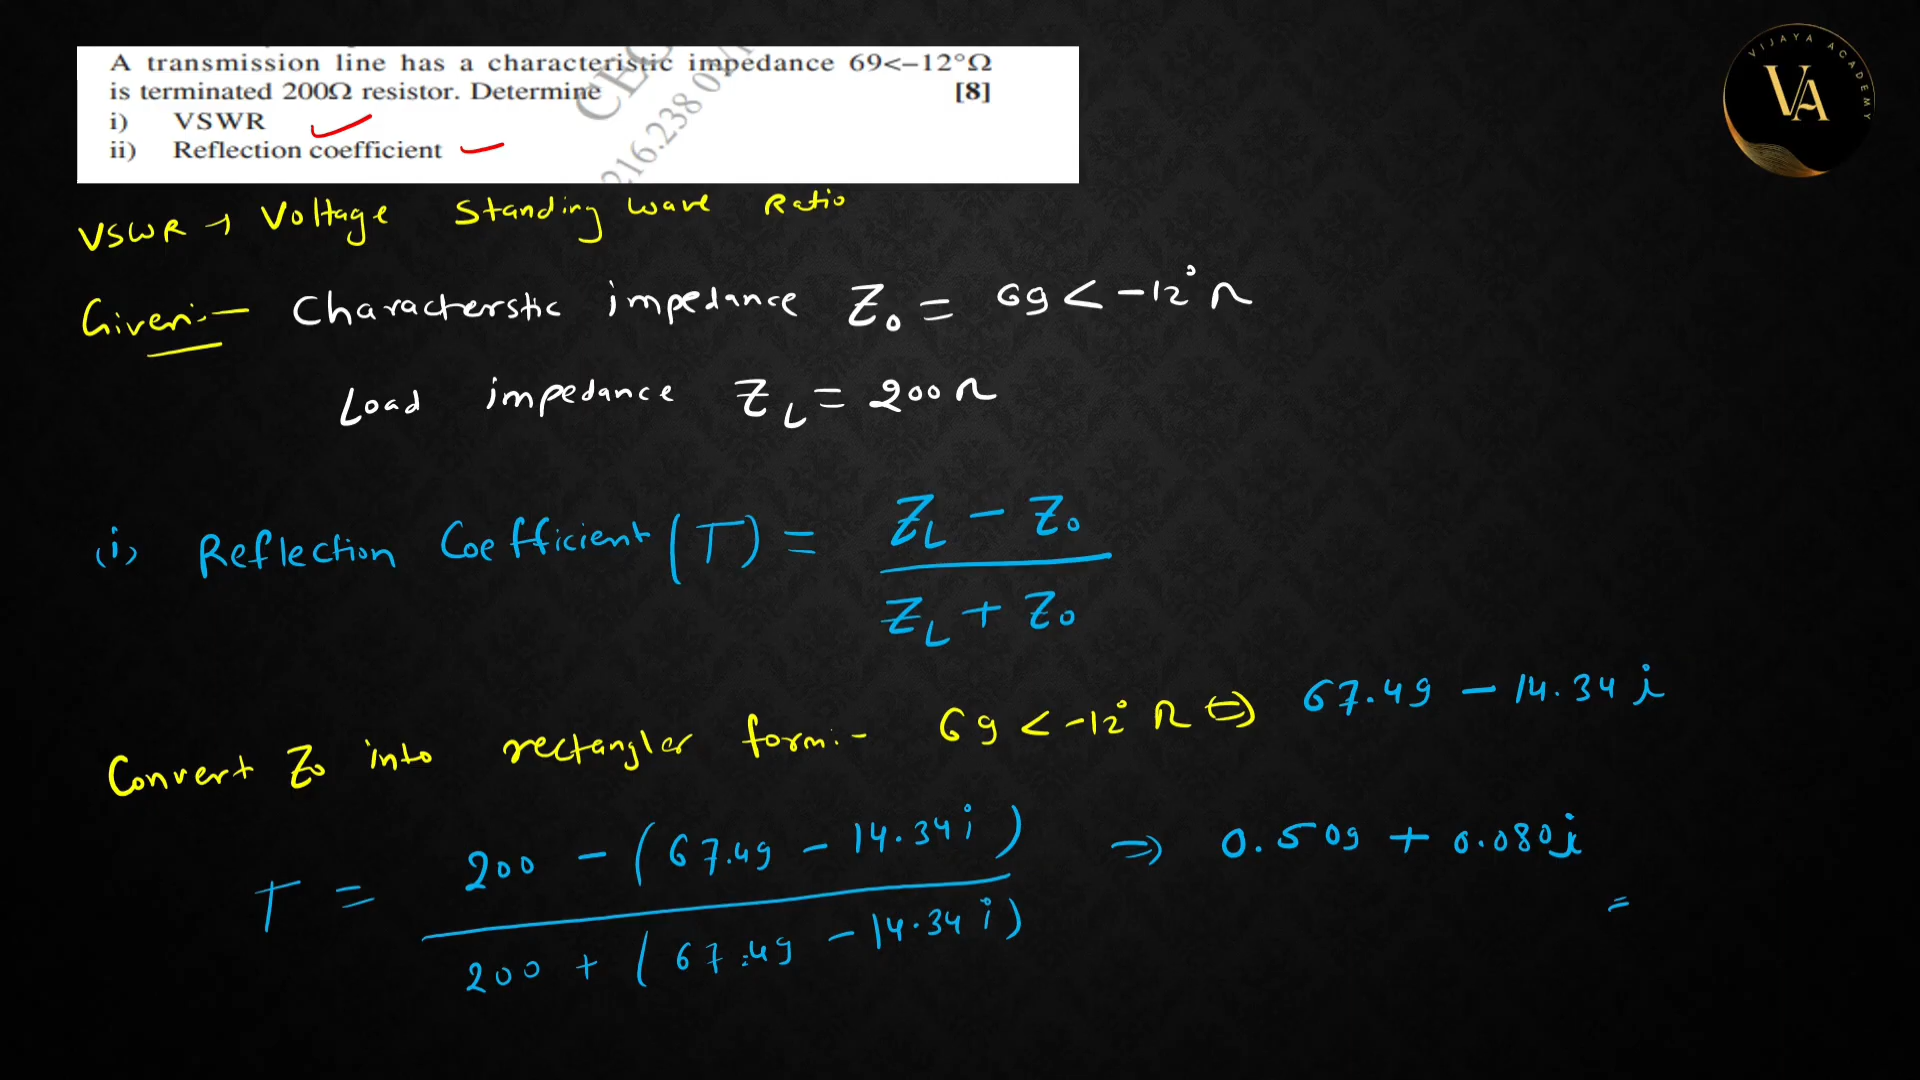 A transmission line has a characteristic impedance 69<−12°Ω
is terminated 200Ω resistor. Determine [8]
i) VSWR
ii) Reflection coefficient
216.238
VIJAYA ACADEMY
VA
VSWR → Voltage Standing Wave Ratio
Given:- Characterstic impedance Z₀ = 69 < -12° Ω
Load impedance Z_L = 200 Ω
(i) Reflection Coefficient (T) = Z_L - Z₀
Z_L + Z₀
Convert Z₀ into rectangler form:- 69 < -12° Ω ⇔ 67.49 - 14.34 i
T = 200 - (67.49 - 14.34 i) ⇒ 0.509 + 0.080i
200 + (67.49 - 14.34 i)
=